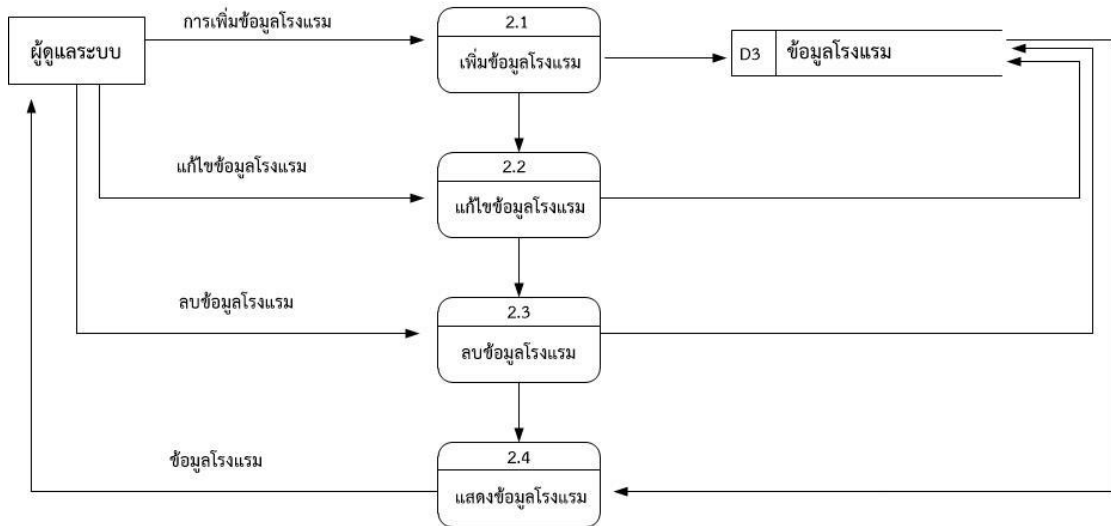 การเพิ่มข้อมูลโรงแรม
ผู้ดูแลระบบ
2.1
เพิ่มข้อมูลโรงแรม
D3 ข้อมูลโรงแรม
แก้ไขข้อมูลโรงแรม
2.2
แก้ไขข้อมูลโรงแรม
ลบข้อมูลโรงแรม
2.3
ลบข้อมูลโรงแรม
ข้อมูลโรงแรม
2.4
แสดงข้อมูลโรงแรม